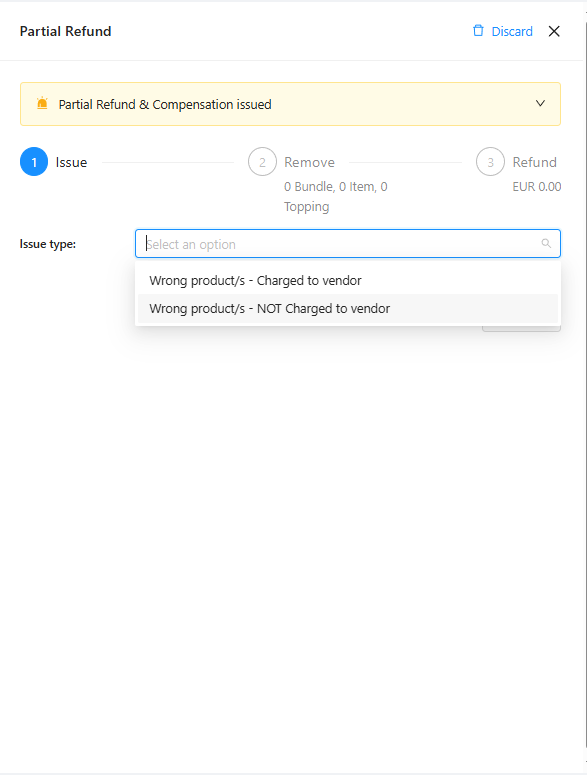 Partial Refund
Discard
Partial Refund & Compensation issued
1 Issue
2 Remove
0 Bundle, 0 Item, 0
Topping
3 Refund
EUR 0.00
Issue type:
Select an option
Wrong product/s - Charged to vendor
Wrong product/s - NOT Charged to vendor